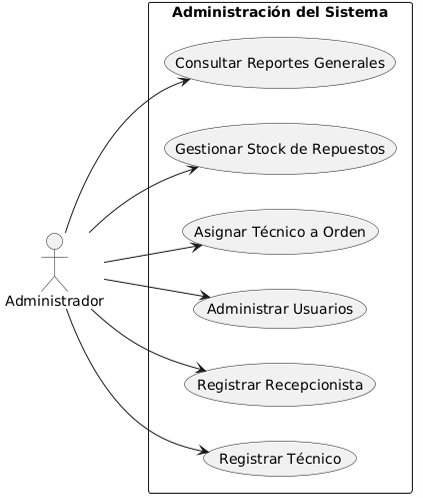 Administración del Sistema
Consultar Reportes Generales
Gestionar Stock de Repuestos
Asignar Técnico a Orden
Administrador
Administrar Usuarios
Registrar Recepcionista
Registrar Técnico